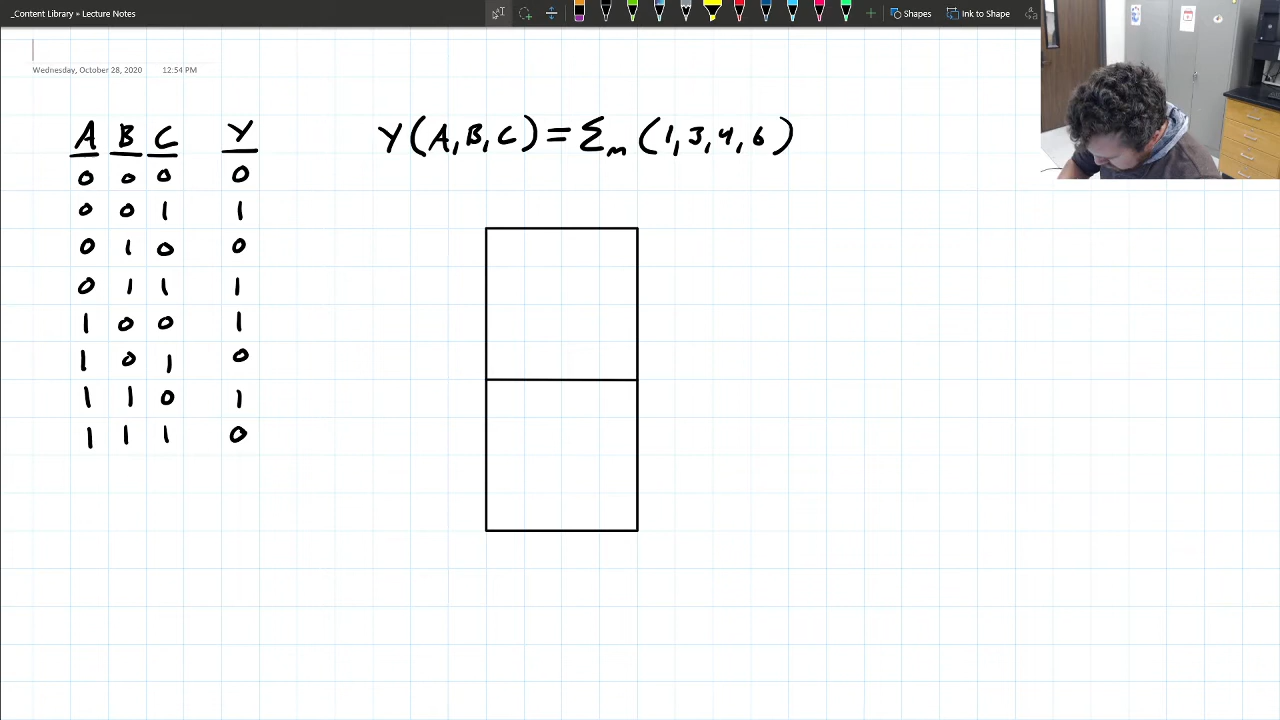 _Content Library » Lecture Notes
Shapes
Ink to Shape
Wednesday, October 28, 2020 12:54 PM
Y(A,B,C) = Σm (1,3,4,6)
A B C Y
0 0 0 0
0 0 1 1
0 1 0 0
0 1 1 1
1 0 0 1
1 0 1 0
1 1 0 1
1 1 1 0